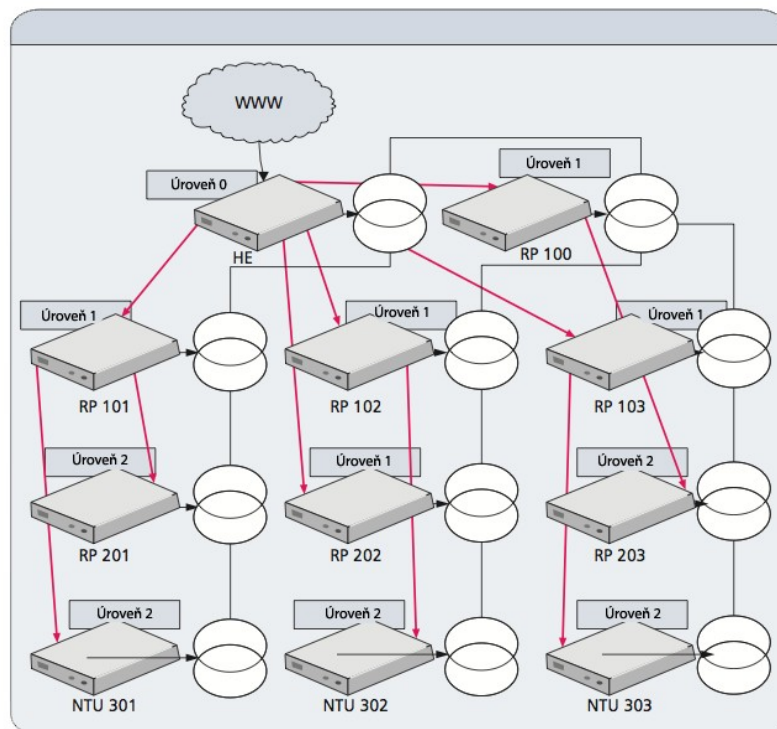 WWW
Úroveň 0
Úroveň 1
HE
RP 100
Úroveň 1
Úroveň 1
Úroveň 1
RP 101
RP 102
RP 103
Úroveň 2
Úroveň 1
Úroveň 2
RP 201
RP 202
RP 203
Úroveň 2
Úroveň 2
Úroveň 2
NTU 301
NTU 302
NTU 303